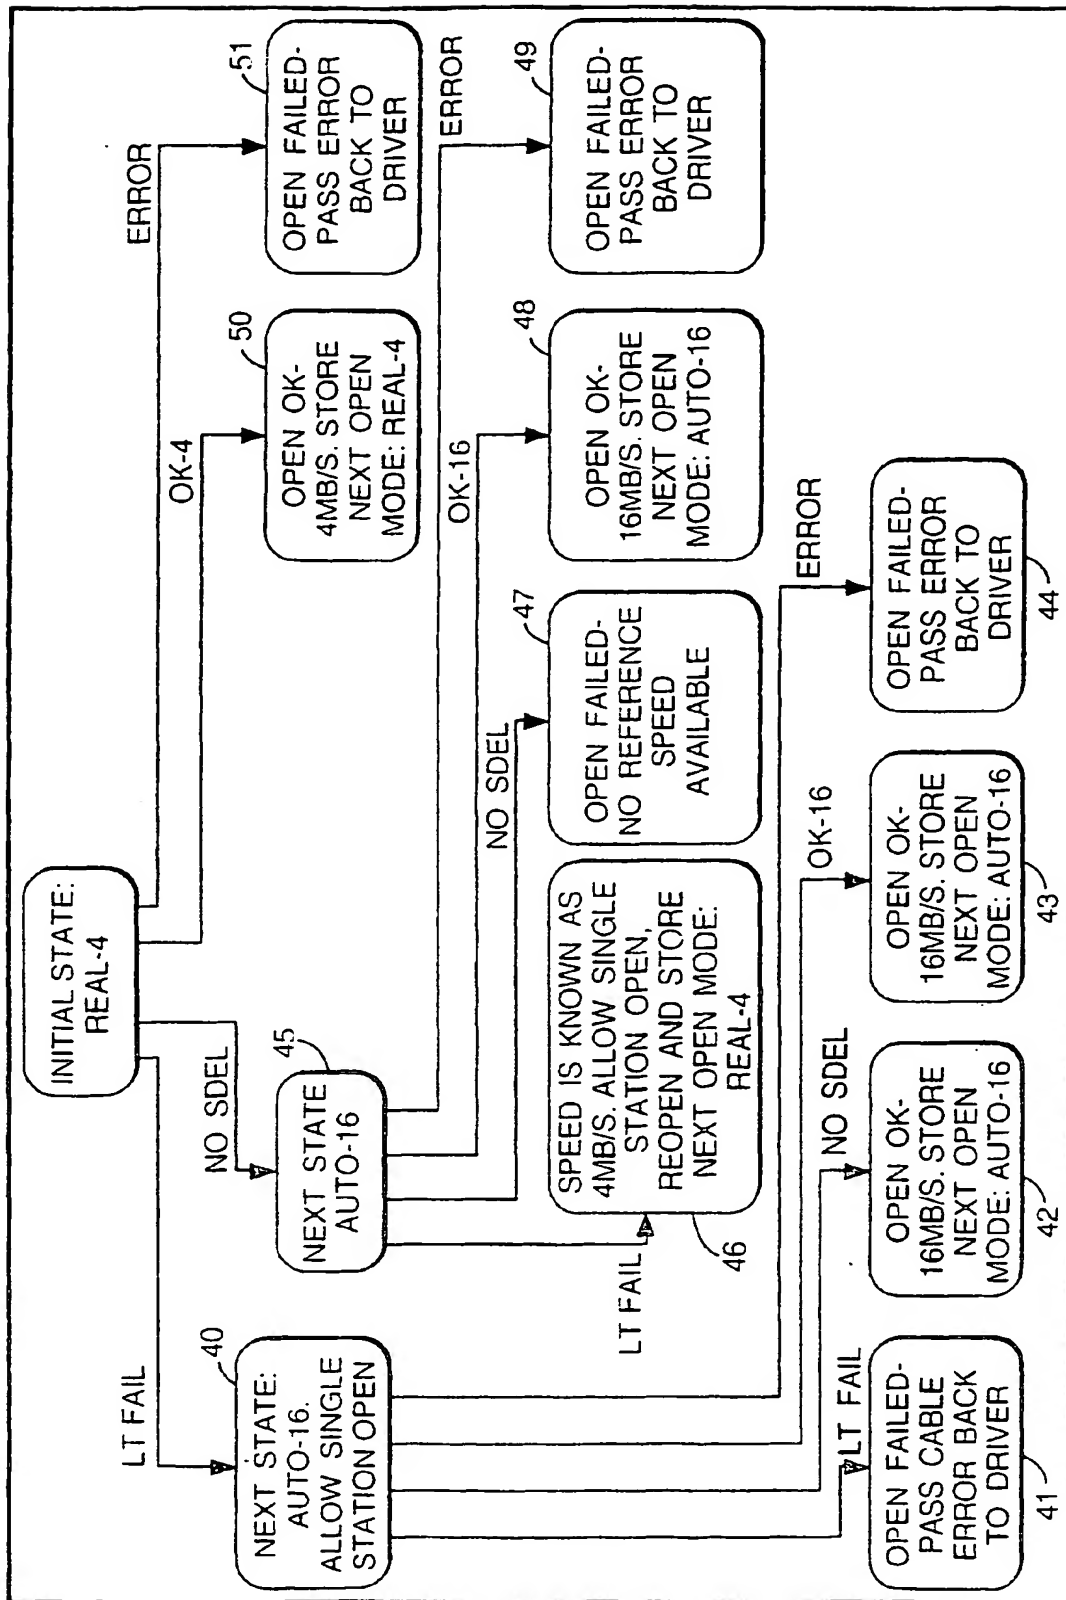 INITIAL STATE:
REAL-4
LT FAIL
NO SDEL
OK-4
ERROR
40
NEXT STATE:
AUTO-16.
ALLOW SINGLE
STATION OPEN
45
NEXT STATE
AUTO-16
50
OPEN OK-
4MB/S. STORE
NEXT OPEN
MODE: REAL-4
51
OPEN FAILED-
PASS ERROR
BACK TO
DRIVER
LT FAIL
NO SDEL
OK-16
ERROR
SPEED IS KNOWN AS
4MB/S. ALLOW SINGLE
STATION OPEN,
REOPEN AND STORE
NEXT OPEN MODE:
REAL-4
46
47
OPEN FAILED-
NO REFERENCE
SPEED
AVAILABLE
48
OPEN OK-
16MB/S. STORE
NEXT OPEN
MODE: AUTO-16
49
OPEN FAILED-
PASS ERROR
BACK TO
DRIVER
LT FAIL
NO SDEL
OK-16
ERROR
OPEN FAILED-
PASS CABLE
ERROR BACK
TO DRIVER
41
OPEN OK-
16MB/S. STORE
NEXT OPEN
MODE: AUTO-16
42
OPEN OK-
16MB/S. STORE
NEXT OPEN
MODE: AUTO-16
43
OPEN FAILED-
PASS ERROR
BACK TO
DRIVER
44